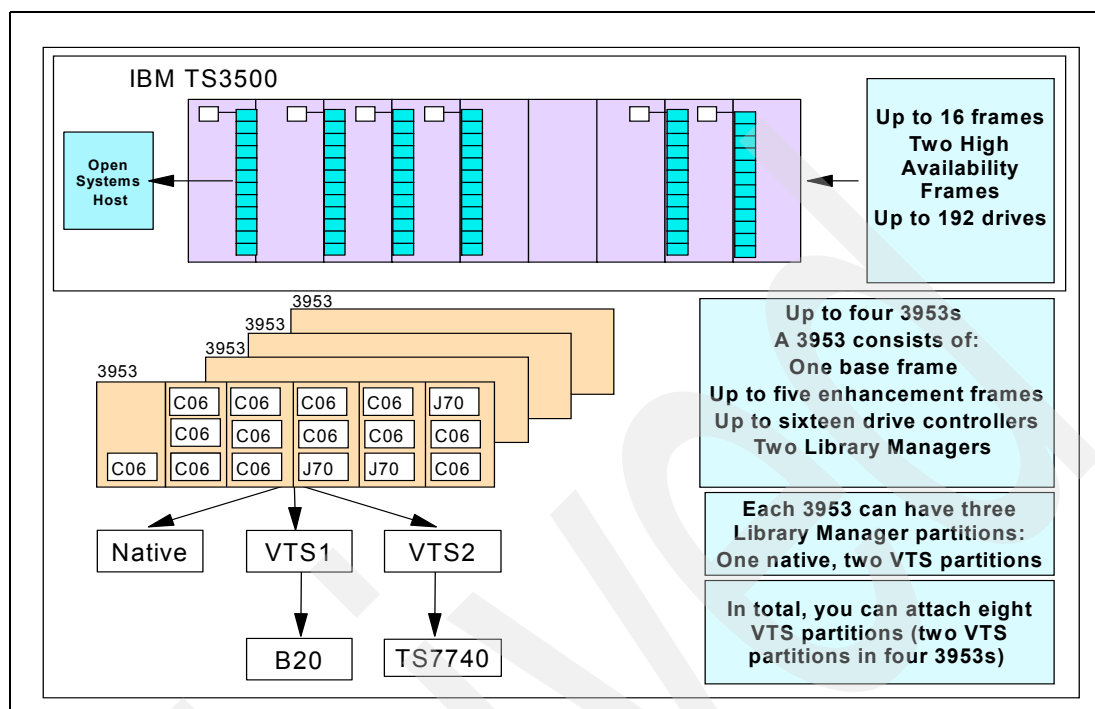 IBM TS3500
Open
Systems
Host
Up to 16 frames
Two High
Availability
Frames
Up to 192 drives
3953
3953
3953
3953
C06 C06 C06 C06 J70
C06 C06 C06 C06 C06
C06 C06 C06 J70 J70 C06
Native
VTS1
VTS2
B20
TS7740
Up to four 3953s
A 3953 consists of:
One base frame
Up to five enhancement frames
Up to sixteen drive controllers
Two Library Managers
Each 3953 can have three
Library Manager partitions:
One native, two VTS partitions
In total, you can attach eight
VTS partitions (two VTS
partitions in four 3953s)